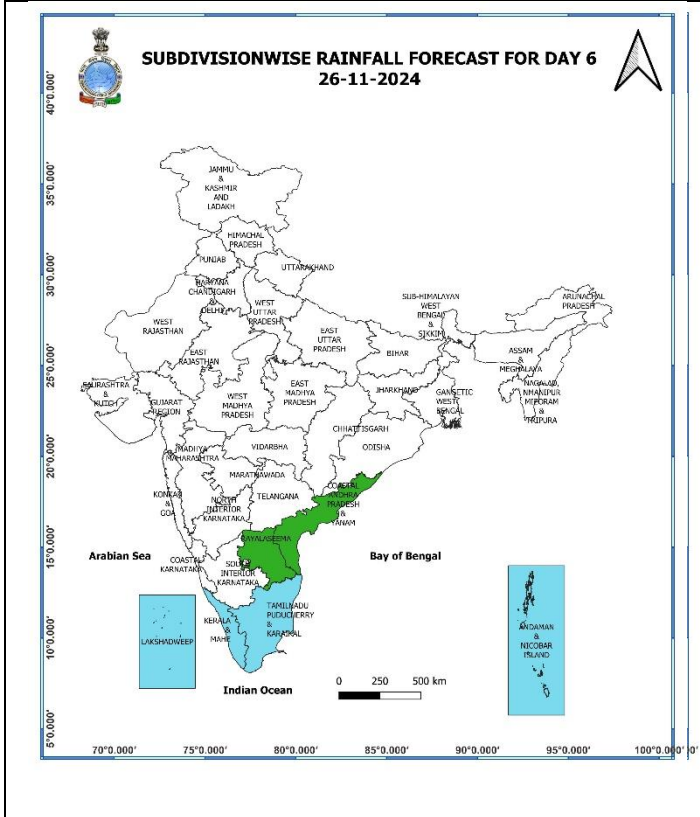 SUBDIVISIONWISE RAINFALL FORECAST FOR DAY 6
26-11-2024
40°0.000'
35°0.000'
30°0.000'
25°0.000'
20°0.000'
15°0.000'
10°0.000'
5°0.000'
JAMMU
&
KASHMIR
AND
LADAKH
HIMACHAL
PRADESH
PUNJAB
UTTARAKHAND
HARYANA
CHANDIGARH
&
DELHI
WEST
UTTAR
PRADESH
WEST
RAJASTHAN
EAST
RAJASTHAN
EAST
UTTAR
PRADESH
BIHAR
SUB-HIMALAYAN
WEST
BENGAL
&
SIKKIM
ARUNACHAL
PRADESH
ASSAM
&
MEGHALAYA
NAGALAD,
NMANIPUR
MIPORAM
&
TRIPURA
SAURASHTRA
&
KUTCH
GUJARAT
REGION
WEST
MADHYA
PRADESH
EAST
MADHYA
PRADESH
JHARKHAND
GANGETIC
WEST
BENGAL
CHHATTISGARH
ODISHA
MADHYA
MAHARASHTRA
VIDARBHA
MARATHAWADA
TELANGANA
KONKAN
&
GOA
NORTH
INTERIOR
KARNATAKA
COASTAL
ANDHRA
PRADESH
&
YANAM
RAYALASEEMA
Arabian Sea
Bay of Bengal
COASTAL
KARNATAKA
SOUTH
INTERIOR
KARNATAKA
TAMILNADU
PUDUCHERRY
&
KARAIKAL
KERALA
&
MAHE
LAKSHADWEEP
ANDAMAN
&
NICOBAR
ISLAND
Indian Ocean
0 250 500 km
70°0.000' 75°0.000' 80°0.000' 85°0.000' 90°0.000' 95°0.000' 100°0.000'